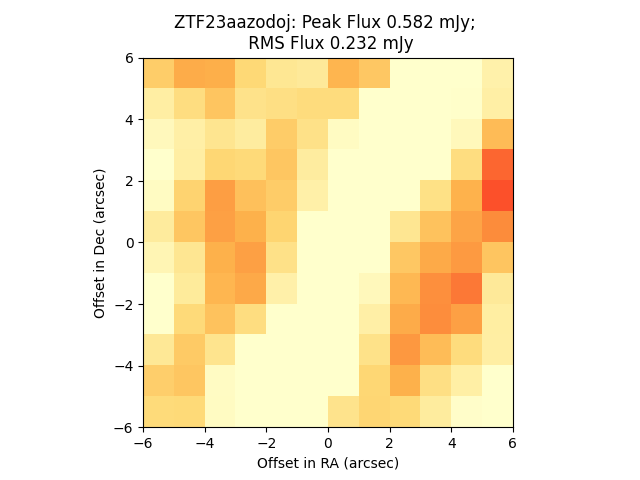 ZTF23aazodoj: Peak Flux 0.582 mJy;
RMS Flux 0.232 mJy
6
4
2
0
−2
−4
−6
Offset in Dec (arcsec)
−6 −4 −2 0 2 4 6
Offset in RA (arcsec)